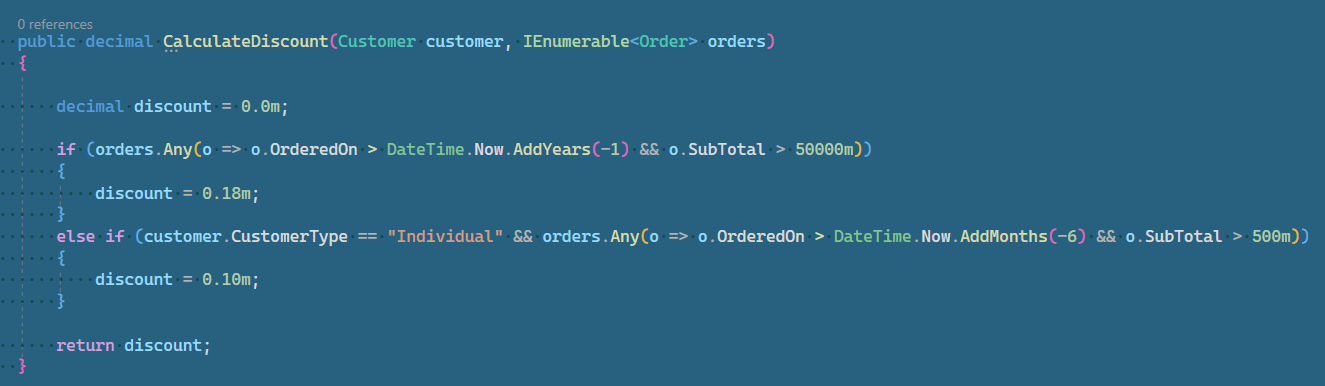 0 references
public decimal CalculateDiscount(Customer customer, IEnumerable<Order> orders)
{
decimal discount = 0.0m;
if (orders.Any(o => o.OrderedOn > DateTime.Now.AddYears(-1) && o.SubTotal > 50000m))
{
discount = 0.18m;
}
else if (customer.CustomerType == "Individual" && orders.Any(o => o.OrderedOn > DateTime.Now.AddMonths(-6) && o.SubTotal > 500m))
{
discount = 0.10m;
}
return discount;
}